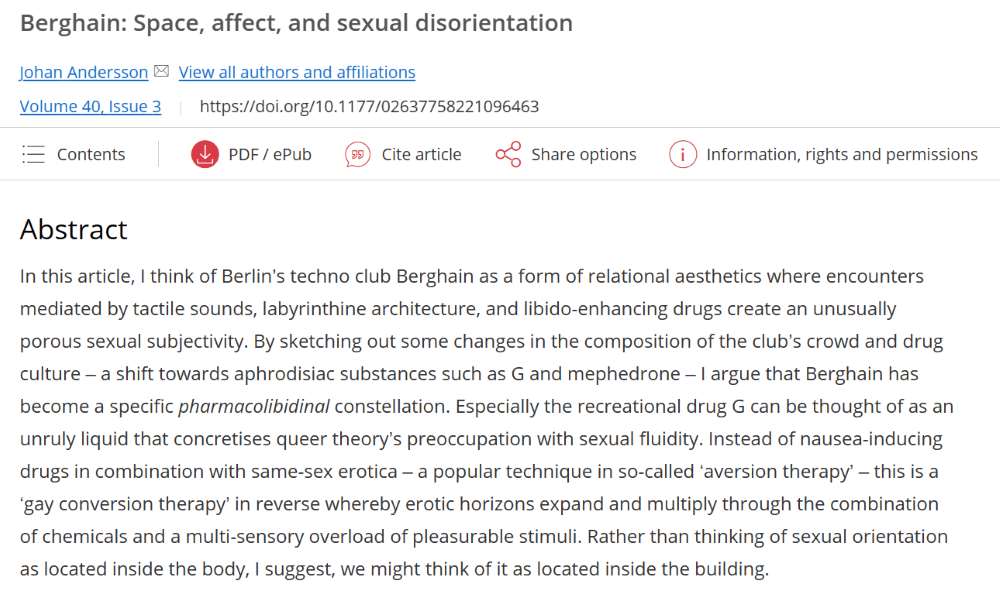 Berghain: Space, affect, and sexual disorientation
Johan Andersson View all authors and affiliations
Volume 40, Issue 3 https://doi.org/10.1177/02637758221096463
Contents PDF / ePub Cite article Share options Information, rights and permissions
Abstract
In this article, I think of Berlin's techno club Berghain as a form of relational aesthetics where encounters
mediated by tactile sounds, labyrinthine architecture, and libido-enhancing drugs create an unusually
porous sexual subjectivity. By sketching out some changes in the composition of the club's crowd and drug
culture – a shift towards aphrodisiac substances such as G and mephedrone – I argue that Berghain has
become a specific pharmacolibidinal constellation. Especially the recreational drug G can be thought of as an
unruly liquid that concretises queer theory's preoccupation with sexual fluidity. Instead of nausea-inducing
drugs in combination with same-sex erotica – a popular technique in so-called ‘aversion therapy’ – this is a
‘gay conversion therapy’ in reverse whereby erotic horizons expand and multiply through the combination
of chemicals and a multi-sensory overload of pleasurable stimuli. Rather than thinking of sexual orientation
as located inside the body, I suggest, we might think of it as located inside the building.